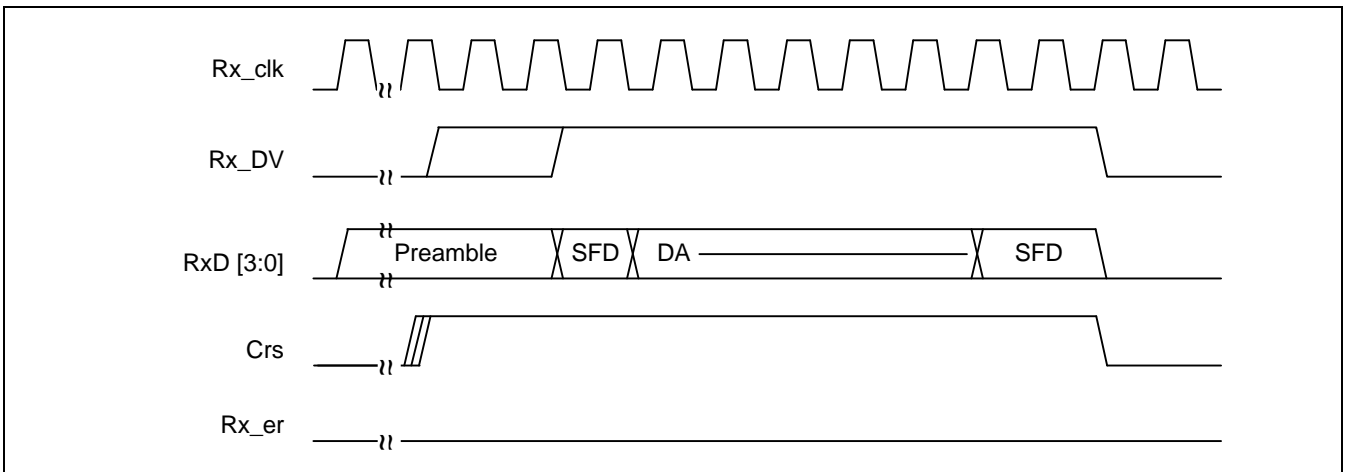 Rx_clk
Rx_DV
RxD [3:0] Preamble SFD DA SFD
Crs
Rx_er